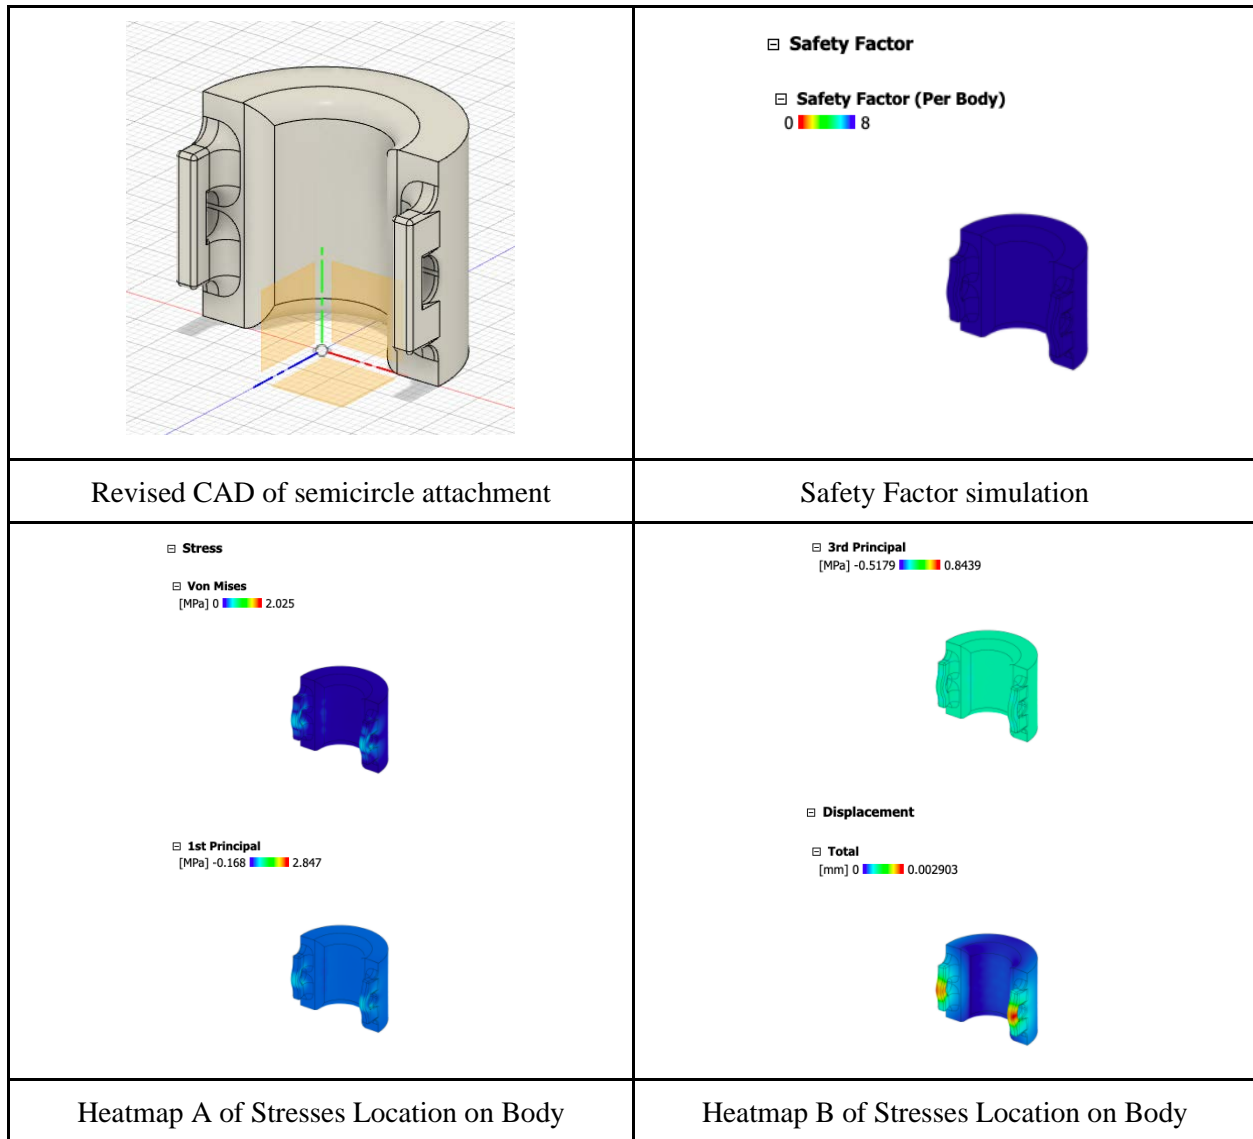 Safety Factor
Safety Factor (Per Body)
0 8
Revised CAD of semicircle attachment
Safety Factor simulation
Stress
Von Mises
[MPa] 0 2.025
1st Principal
[MPa] -0.168 2.847
3rd Principal
[MPa] -0.5179 0.8439
Displacement
Total
[mm] 0 0.002903
Heatmap A of Stresses Location on Body
Heatmap B of Stresses Location on Body